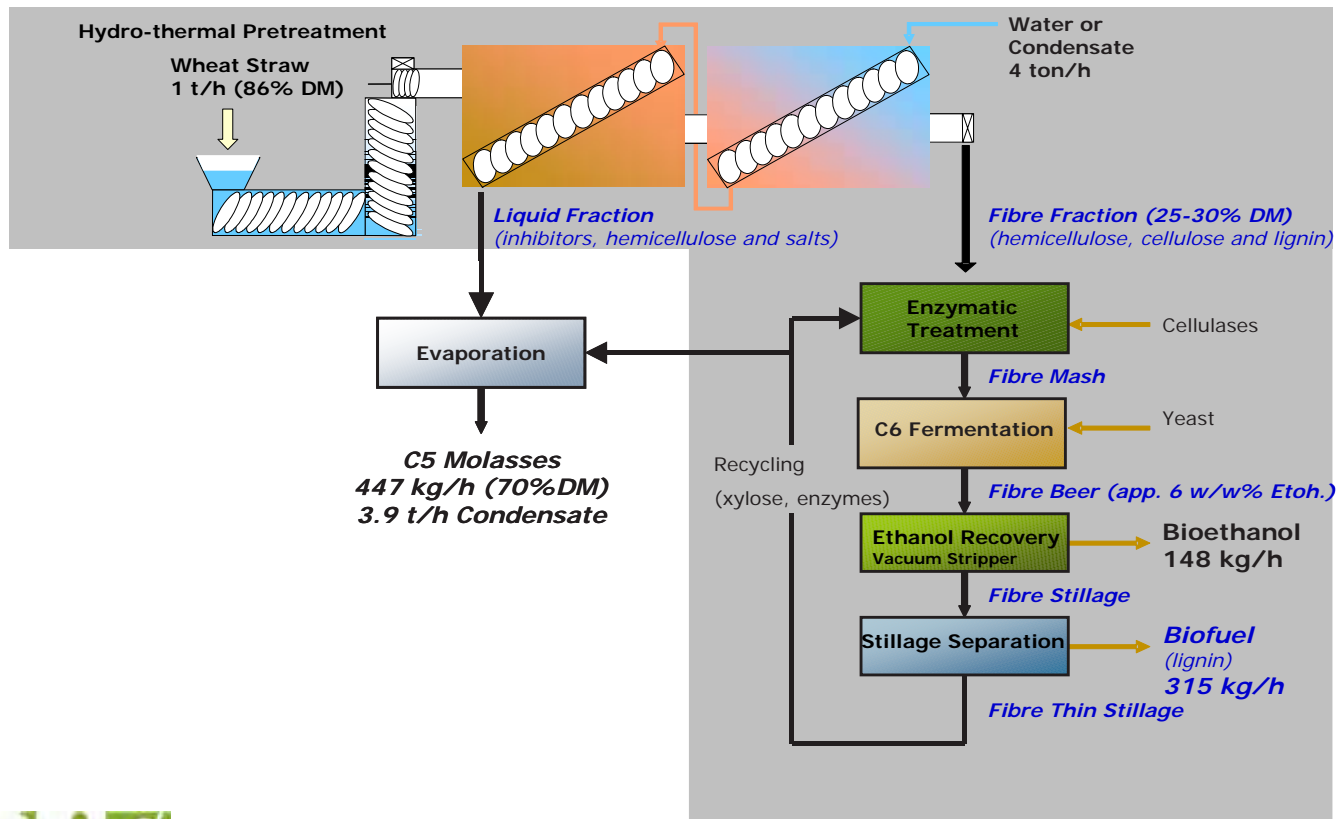 Hydro-thermal Pretreatment
Wheat Straw
1 t/h (86% DM)
Water or
Condensate
4 ton/h
Liquid Fraction
(inhibitors, hemicellulose and salts)
Fibre Fraction (25-30% DM)
(hemicellulose, cellulose and lignin)
Enzymatic
Treatment
Cellulases
Evaporation
Fibre Mash
C6 Fermentation
Yeast
C5 Molasses
447 kg/h (70%DM)
3.9 t/h Condensate
Recycling
(xylose, enzymes)
Fibre Beer (app. 6 w/w% Etoh.)
Ethanol Recovery
Vacuum Stripper
Bioethanol
148 kg/h
Fibre Stillage
Stillage Separation
Biofuel
(lignin)
315 kg/h
Fibre Thin Stillage